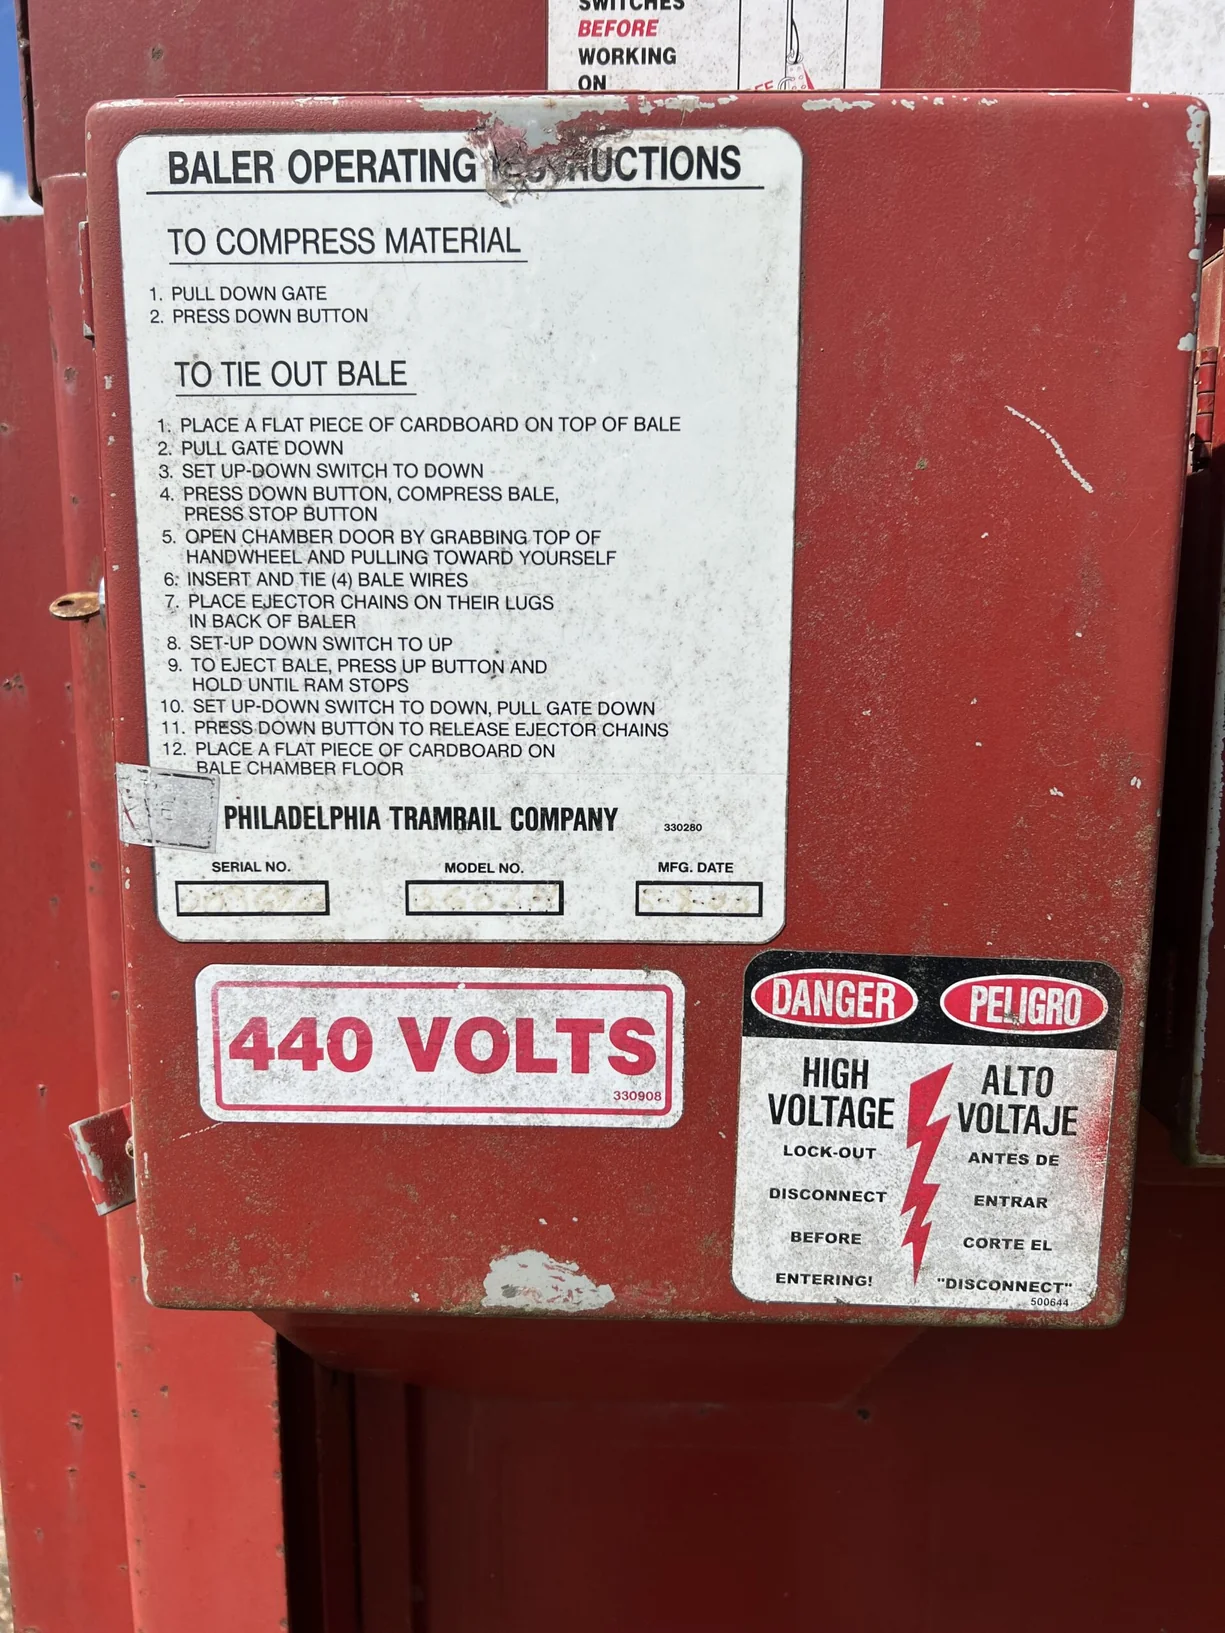 SWITCHES
BEFORE
WORKING
ON
BALER OPERATING INSTRUCTIONS
TO COMPRESS MATERIAL
1. PULL DOWN GATE
2. PRESS DOWN BUTTON
TO TIE OUT BALE
1. PLACE A FLAT PIECE OF CARDBOARD ON TOP OF BALE
2. PULL GATE DOWN
3. SET UP-DOWN SWITCH TO DOWN
4. PRESS DOWN BUTTON, COMPRESS BALE,
PRESS STOP BUTTON
5. OPEN CHAMBER DOOR BY GRABBING TOP OF
HANDWHEEL AND PULLING TOWARD YOURSELF
6. INSERT AND TIE (4) BALE WIRES
7. PLACE EJECTOR CHAINS ON THEIR LUGS
IN BACK OF BALER
8. SET-UP DOWN SWITCH TO UP
9. TO EJECT BALE, PRESS UP BUTTON AND
HOLD UNTIL RAM STOPS
10. SET UP-DOWN SWITCH TO DOWN, PULL GATE DOWN
11. PRESS DOWN BUTTON TO RELEASE EJECTOR CHAINS
12. PLACE A FLAT PIECE OF CARDBOARD ON
BALE CHAMBER FLOOR
PHILADELPHIA TRAMRAIL COMPANY 330280
SERIAL NO. MODEL NO. MFG. DATE
440 VOLTS
330908
DANGER
HIGH
VOLTAGE
LOCK-OUT
DISCONNECT
BEFORE
ENTERING!
PELIGRO
ALTO
VOLTAJE
ANTES DE
ENTRAR
CORTE EL
"DISCONNECT"
500644